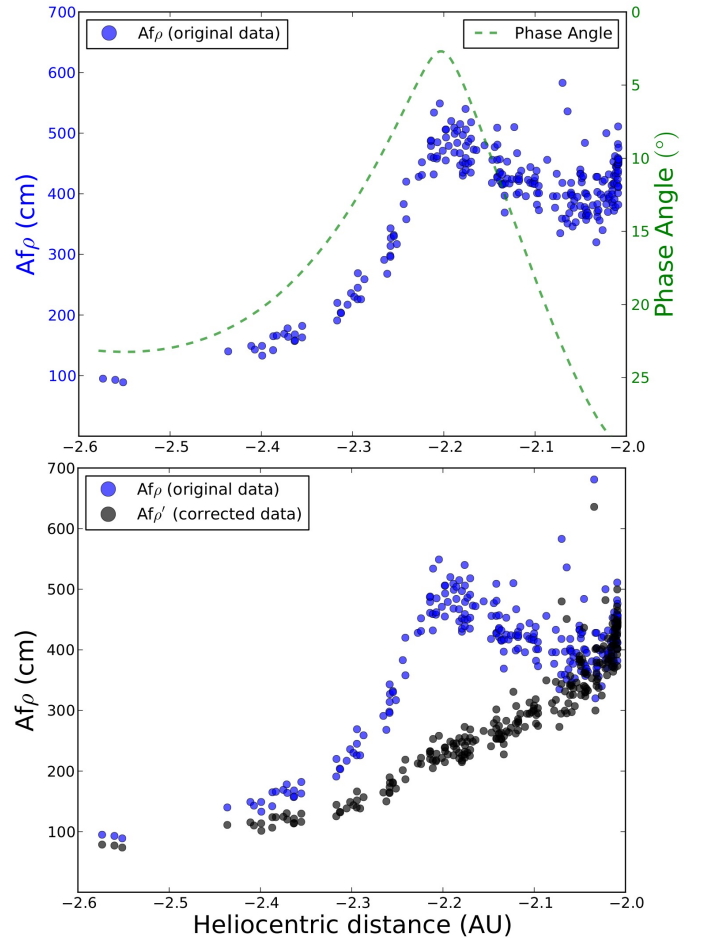 700
600
500
400
300
200
100
Afρ (cm)
Afρ (original data)
Phase Angle
0
5
10
15
20
25
Phase Angle (°)
−2.6 −2.5 −2.4 −2.3 −2.2 −2.1 −2.0
700
600
500
400
300
200
100
Afρ (cm)
Afρ (original data)
Afρ′ (corrected data)
−2.6 −2.5 −2.4 −2.3 −2.2 −2.1 −2.0
Heliocentric distance (AU)